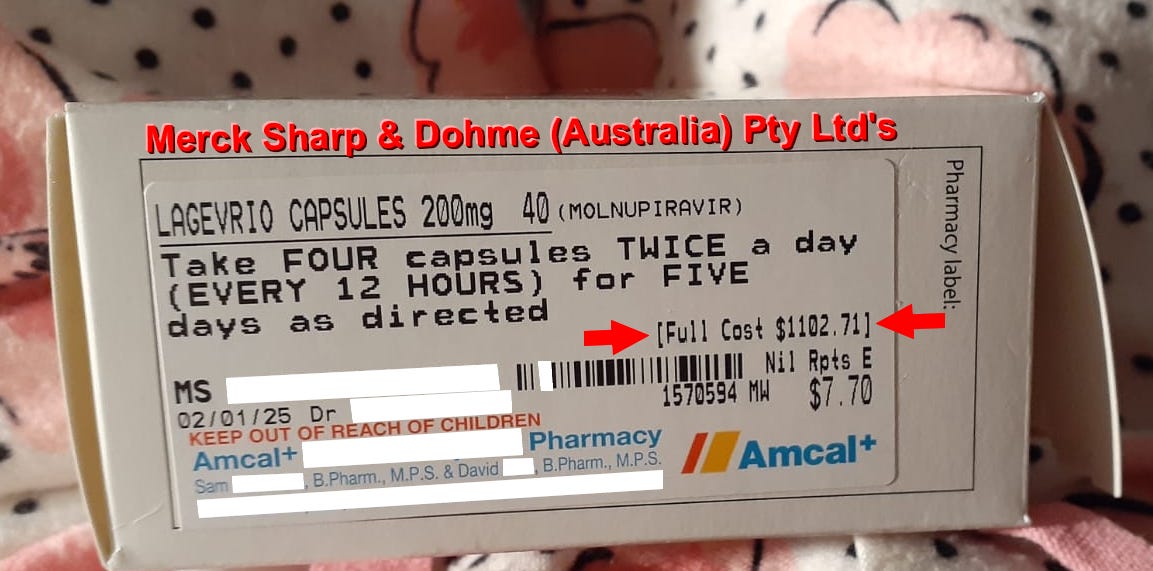 Merck Sharp & Dohme (Australia) Pty Ltd's
Pharmacy label:
LAGEVRIO CAPSULES 200mg 40 (MOLNUPIRAVIR)
Take FOUR capsules TWICE a day
(EVERY 12 HOURS) for FIVE
days as directed
[Full Cost $1102.71]
Nil Rpts E
MS
1570594 MW $7.70
02/01/25 Dr
KEEP OUT OF REACH OF CHILDREN
Amcal+ Pharmacy
Sam , B.Pharm., M.P.S. & David , B.Pharm., M.P.S.
Amcal+